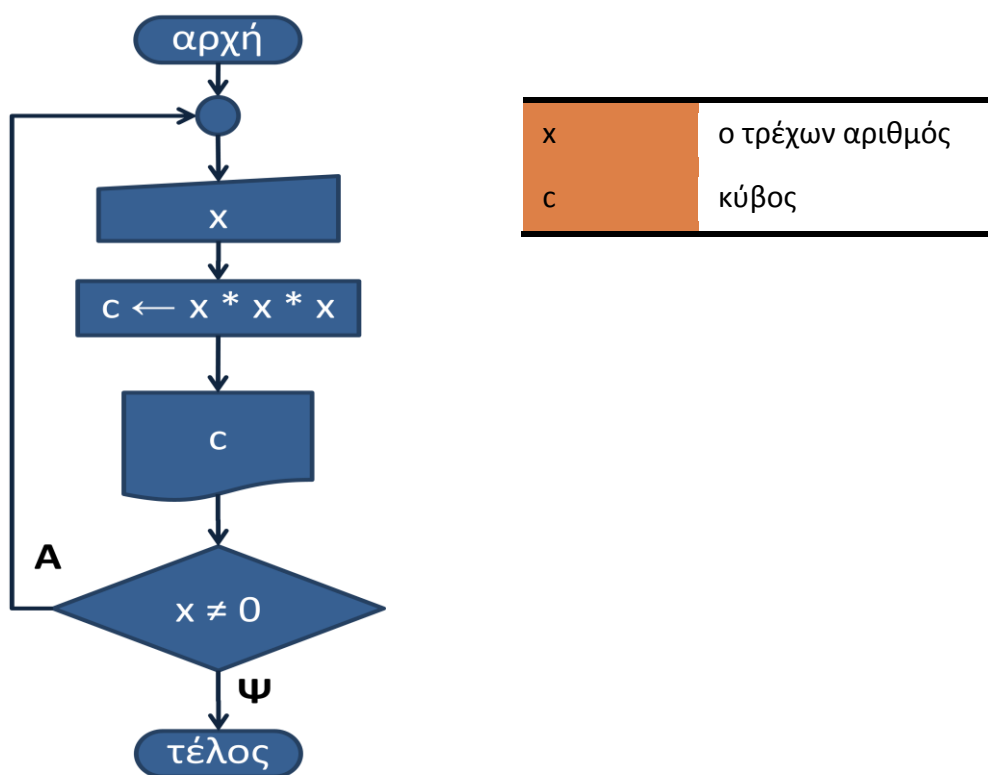 αρχή
x
c ← x * x * x
c
A
x ≠ 0
Ψ
τέλος
x ο τρέχων αριθμός
c κύβος